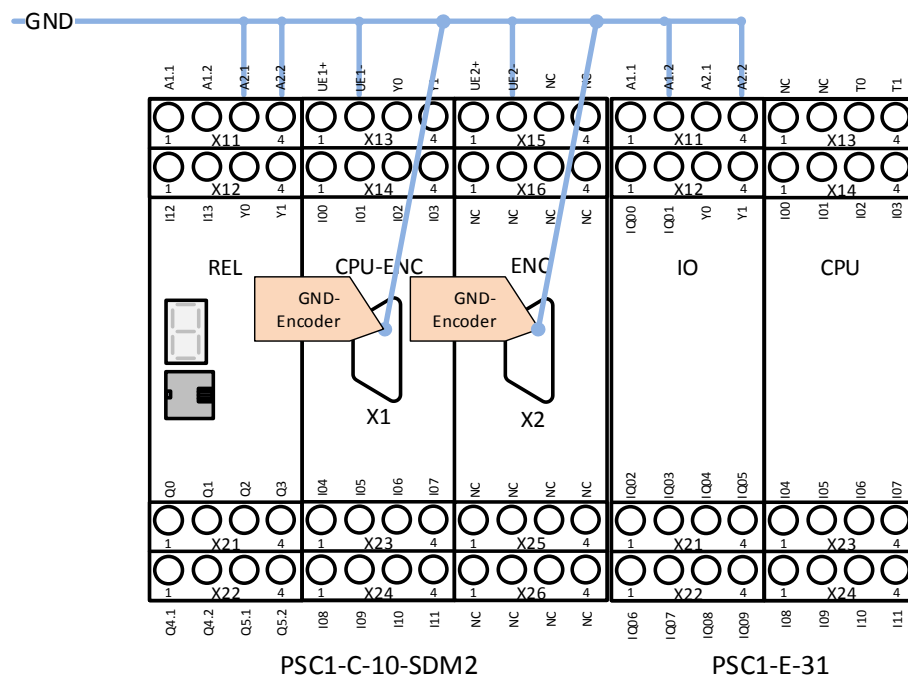 GND
A1.1 A1.2 A2.1 A2.2 UE1+ UE1- Y0 Y1 UE2+ UE2- NC NC A1.1 A1.2 A2.1 A2.2 NC NC T0 T1
1 X11 4 1 X13 4 1 X15 4 1 X11 4 1 X13 4
1 X12 4 1 X14 4 1 X16 4 1 X12 4 1 X14 4
I12 I13 Y0 Y1 I00 I01 I02 I03 NC NC NC NC IQ00 IQ01 Y0 Y1 I00 I01 I02 I03
REL CPU-ENC ENC IO CPU
GND-
Encoder
GND-
Encoder
X1 X2
Q0 Q1 Q2 Q3 I04 I05 I06 I07 NC NC NC NC IQ02 IQ03 IQ04 IQ05 I04 I05 I06 I07
1 X21 4 1 X23 4 1 X25 4 1 X21 4 1 X23 4
1 X22 4 1 X24 4 1 X26 4 1 X22 4 1 X24 4
Q4.1 Q4.2 Q5.1 Q5.2 I08 I09 I10 I11 NC NC NC NC IQ06 IQ07 IQ08 IQ09 I08 I09 I10 I11
PSC1-C-10-SDM2 PSC1-E-31